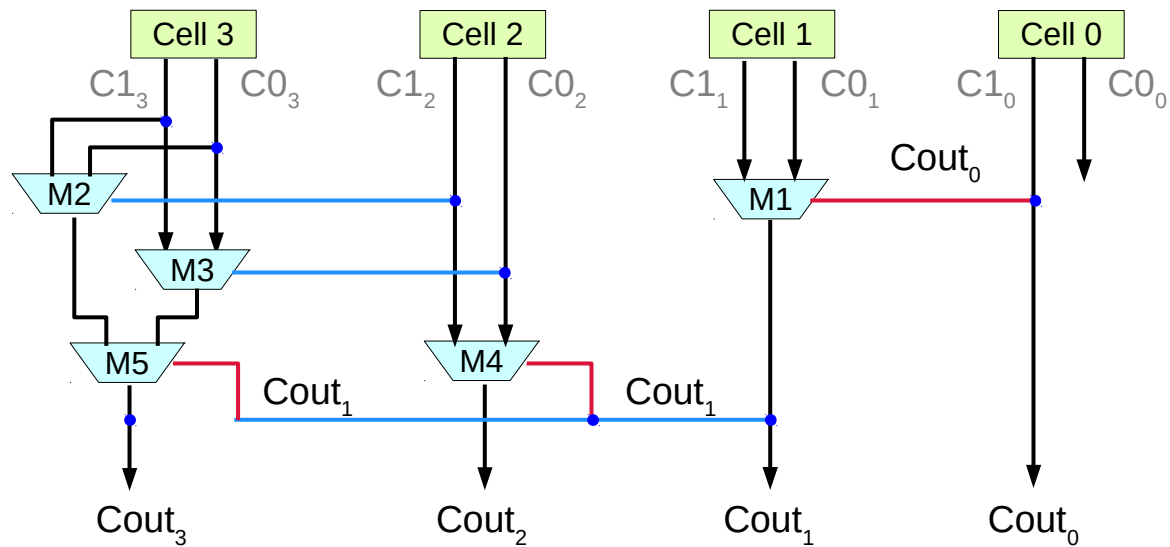 Cell 3
Cell 2
Cell 1
Cell 0
C1₃
C0₃
C1₂
C0₂
C1₁
C0₁
C1₀
C0₀
Cout₀
M2
M1
M3
M5
M4
Cout₁
Cout₁
Cout₃
Cout₂
Cout₁
Cout₀